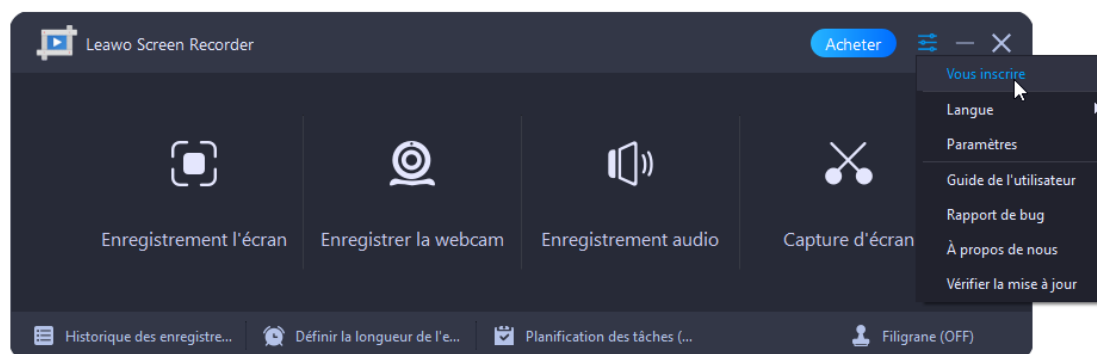 Leawo Screen Recorder
Acheter
Vous inscrire
Langue
Paramètres
Guide de l'utilisateur
Rapport de bug
À propos de nous
Vérifier la mise à jour
Enregistrement l'écran
Enregistrer la webcam
Enregistrement audio
Capture d'écran
Historique des enregistre...
Définir la longueur de l'e...
Planification des tâches (...
Filigrane (OFF)